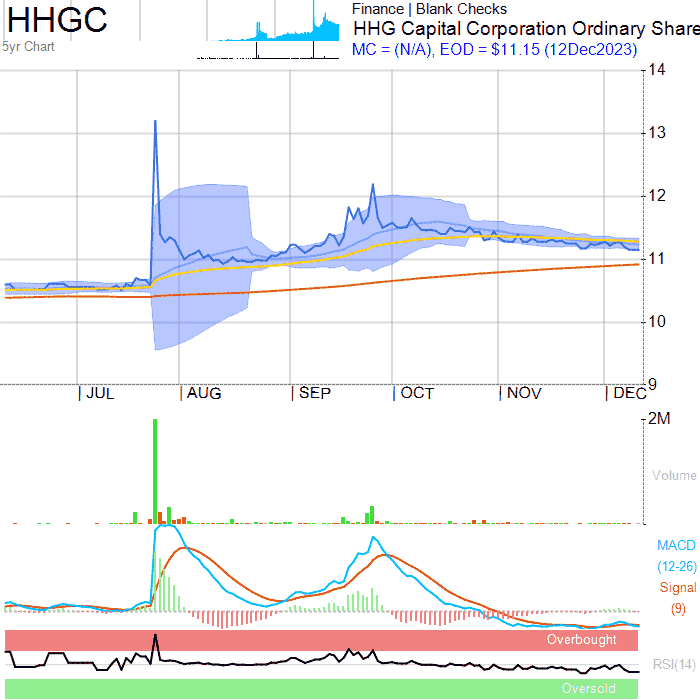 HHGC
5yr Chart
Finance | Blank Checks
HHG Capital Corporation Ordinary Share
MC = (N/A), EOD = $11.15 (12Dec2023)
14
13
12
11
10
9
JUL AUG SEP OCT NOV DEC
2M
Volume
MACD
(12-26)
Signal
(9)
Overbought
RSI(14)
Oversold